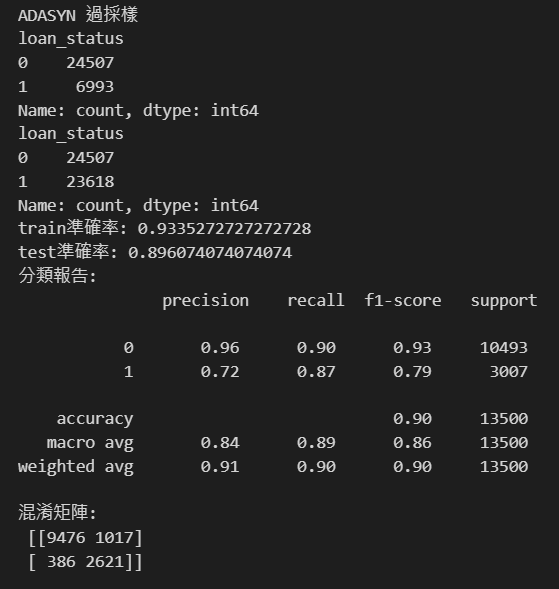 ADASYN 過採樣
loan_status
0    24507
1     6993
Name: count, dtype: int64
loan_status
0    24507
1    23618
Name: count, dtype: int64
train準確率: 0.9335272727272728
test準確率: 0.896074074074074
分類報告:
              precision    recall  f1-score   support

           0       0.96      0.90      0.93     10493
           1       0.72      0.87      0.79      3007

    accuracy                           0.90     13500
   macro avg       0.84      0.89      0.86     13500
weighted avg       0.91      0.90      0.90     13500

混淆矩陣:
 [[9476 1017]
 [ 386 2621]]